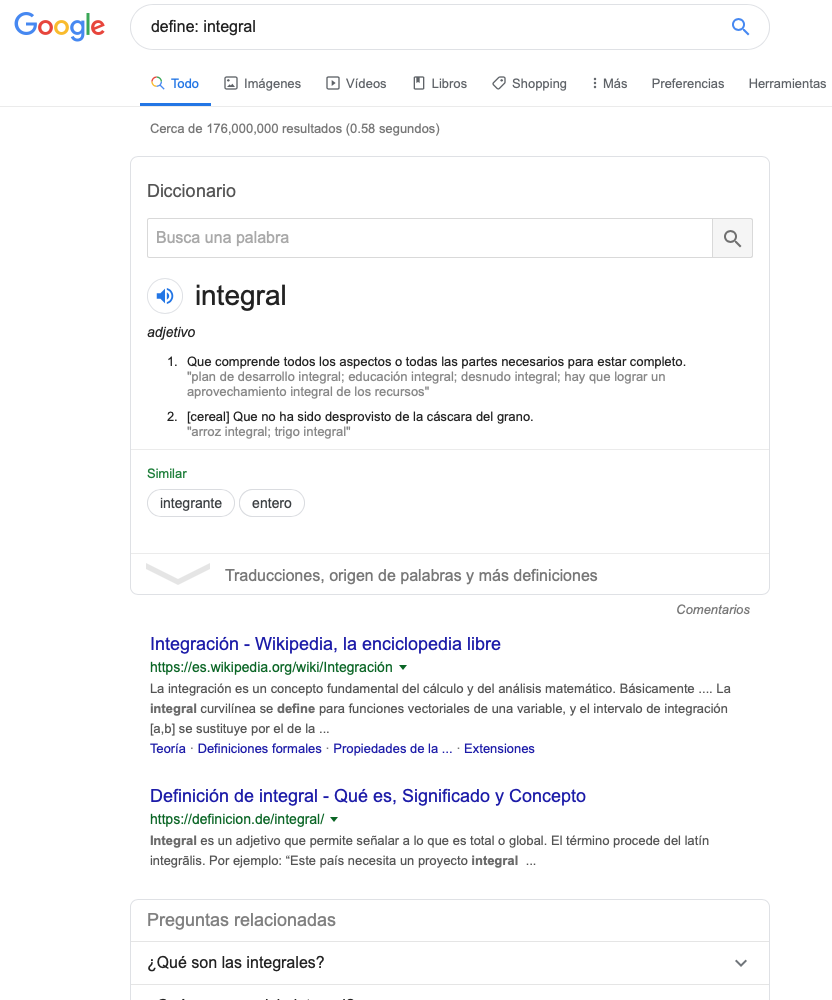 Google
define: integral
Todo Imágenes Vídeos Libros Shopping Más Preferencias Herramientas
Cerca de 176,000,000 resultados (0.58 segundos)
Diccionario
Busca una palabra
integral
adjetivo
1. Que comprende todos los aspectos o todas las partes necesarios para estar completo.
"plan de desarrollo integral; educación integral; desnudo integral; hay que lograr un
aprovechamiento integral de los recursos"
2. [cereal] Que no ha sido desprovisto de la cáscara del grano.
"arroz integral; trigo integral"
Similar
integrante entero
Traducciones, origen de palabras y más definiciones
Comentarios
Integración - Wikipedia, la enciclopedia libre
https://es.wikipedia.org/wiki/Integración
La integración es un concepto fundamental del cálculo y del análisis matemático. Básicamente .... La
integral curvilínea se define para funciones vectoriales de una variable, y el intervalo de integración
[a,b] se sustituye por el de la ...
Teoría · Definiciones formales · Propiedades de la ... · Extensiones
Definición de integral - Qué es, Significado y Concepto
https://definicion.de/integral/
Integral es un adjetivo que permite señalar a lo que es total o global. El término procede del latín
integrālis. Por ejemplo: “Este país necesita un proyecto integral ...
Preguntas relacionadas
¿Qué son las integrales?